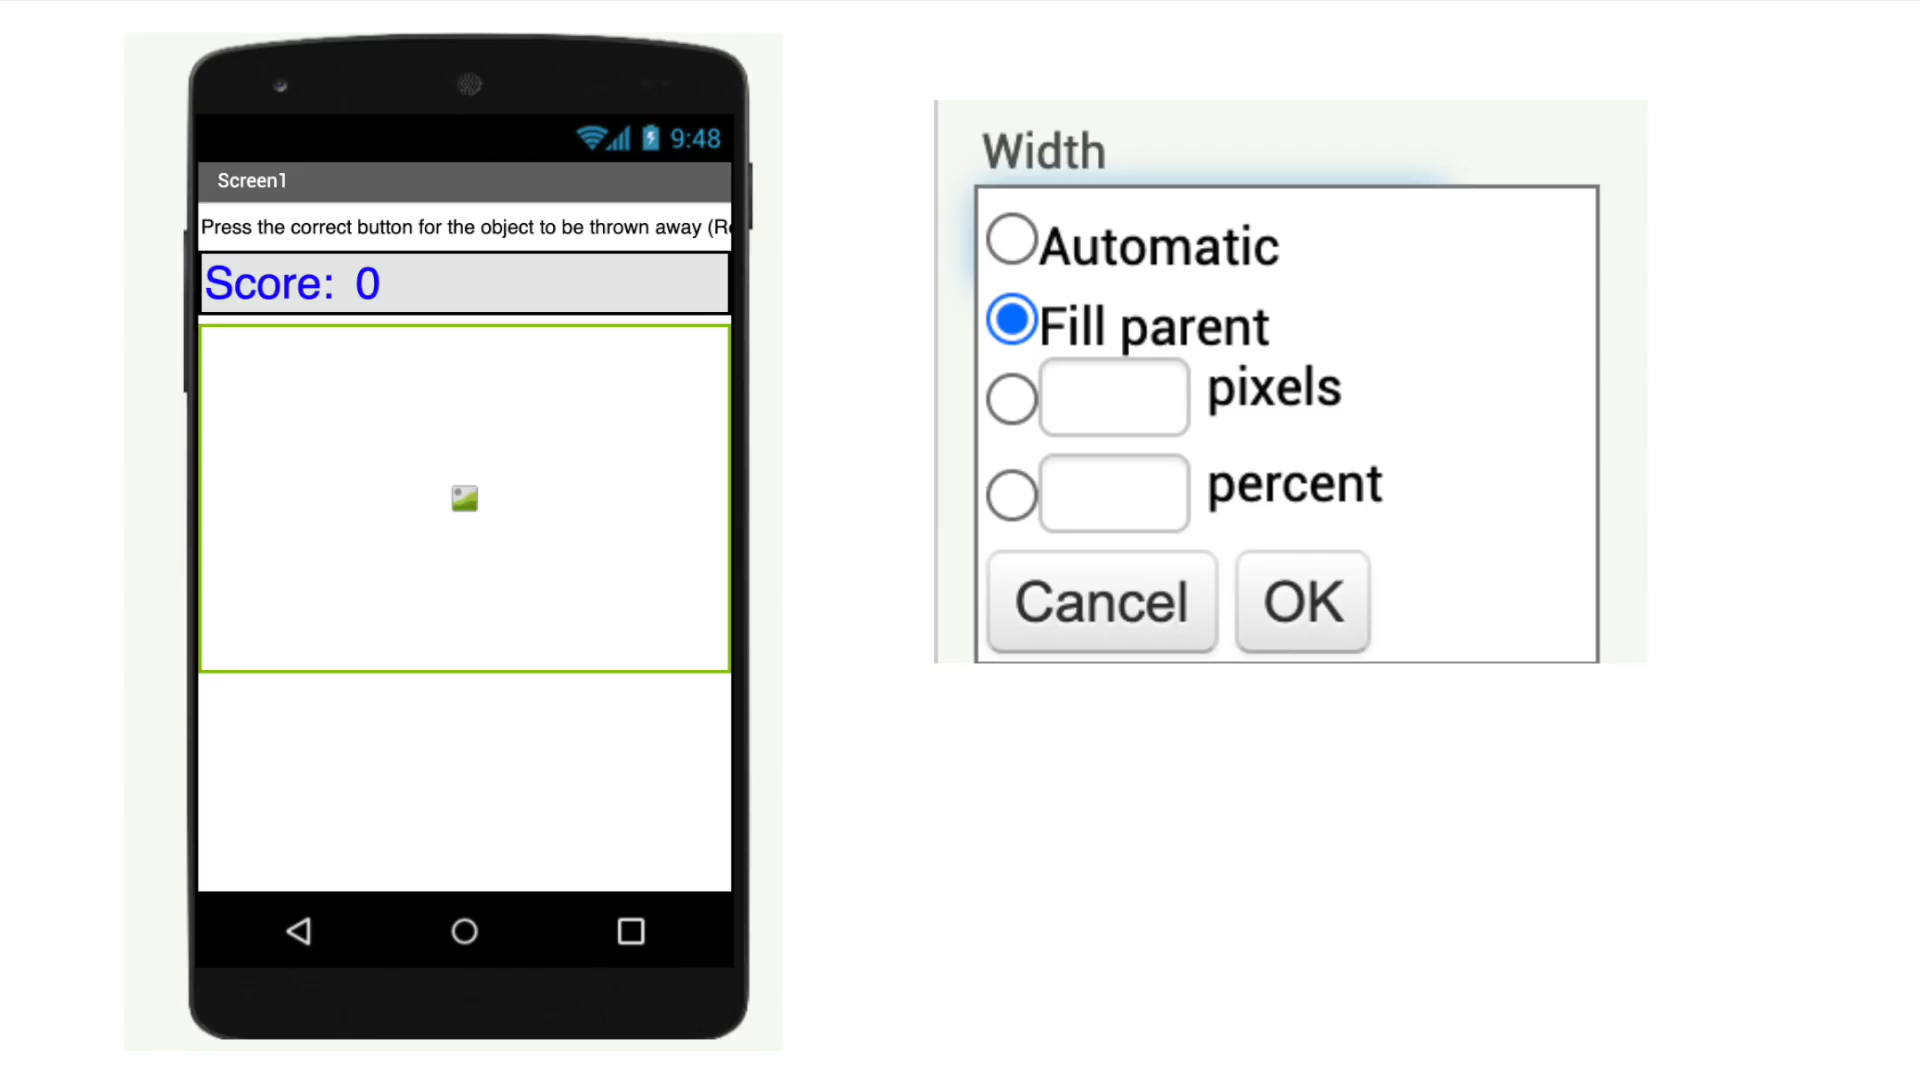 9:48
Screen1
Press the correct button for the object to be thrown away (R
Score: 0
Width
Automatic
Fill parent
pixels
percent
Cancel OK